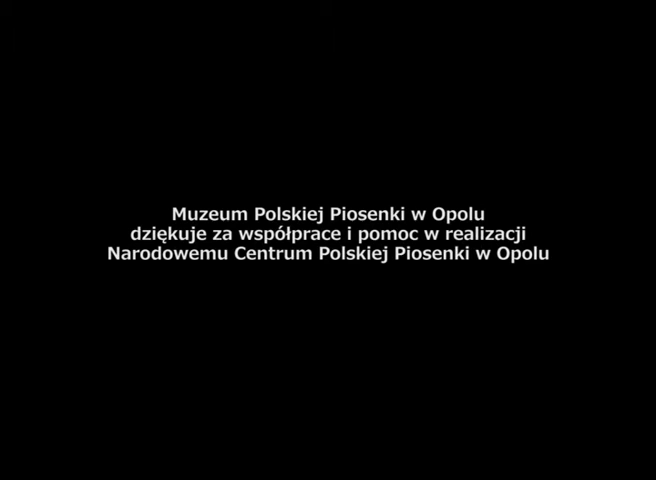 Muzeum Polskiej Piosenki w Opolu
dziękuje za współprace i pomoc w realizacji
Narodowemu Centrum Polskiej Piosenki w Opolu